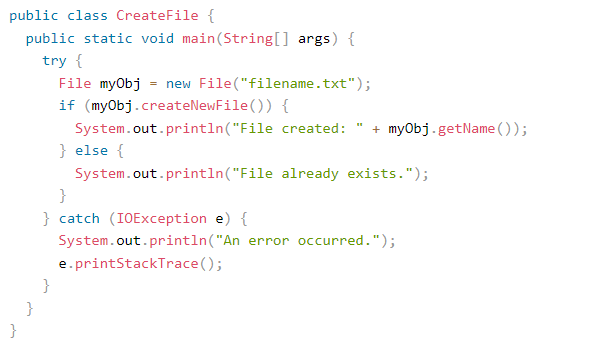 public class CreateFile {
  public static void main(String[] args) {
    try {
      File myObj = new File("filename.txt");
      if (myObj.createNewFile()) {
        System.out.println("File created: " + myObj.getName());
      } else {
        System.out.println("File already exists.");
      }
    } catch (IOException e) {
      System.out.println("An error occurred.");
      e.printStackTrace();
    }
  }
}